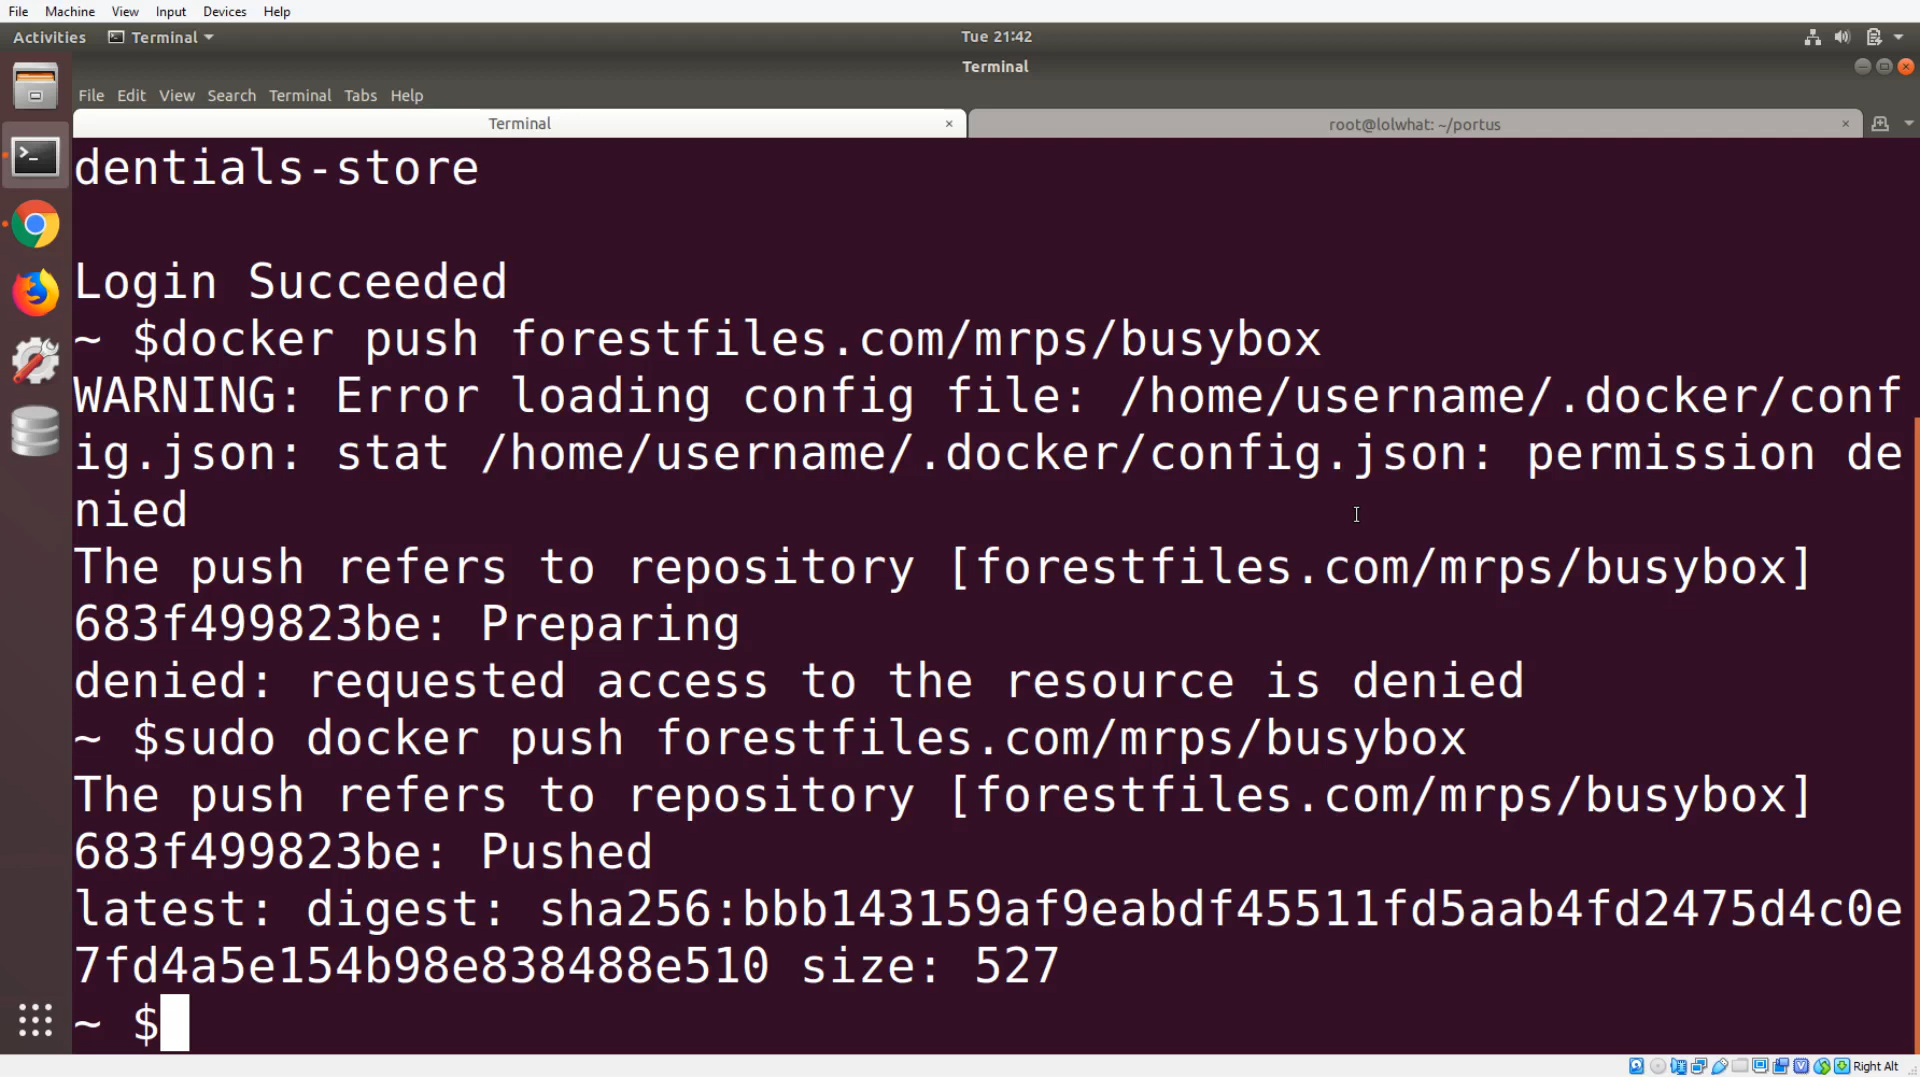 File Machine View Input Devices Help
Activities Terminal Tue 21:42
Terminal
File Edit View Search Terminal Tabs Help
Terminal × root@lolwhat: ~/portus ×
dentials-store
Login Succeeded
~ $docker push forestfiles.com/mrps/busybox
WARNING: Error loading config file: /home/username/.docker/conf
ig.json: stat /home/username/.docker/config.json: permission de
nied
The push refers to repository [forestfiles.com/mrps/busybox]
683f499823be: Preparing
denied: requested access to the resource is denied
~ $sudo docker push forestfiles.com/mrps/busybox
The push refers to repository [forestfiles.com/mrps/busybox]
683f499823be: Pushed
latest: digest: sha256:bbb143159af9eabdf45511fd5aab4fd2475d4c0e
7fd4a5e154b98e838488e510 size: 527
~ $
Right Alt